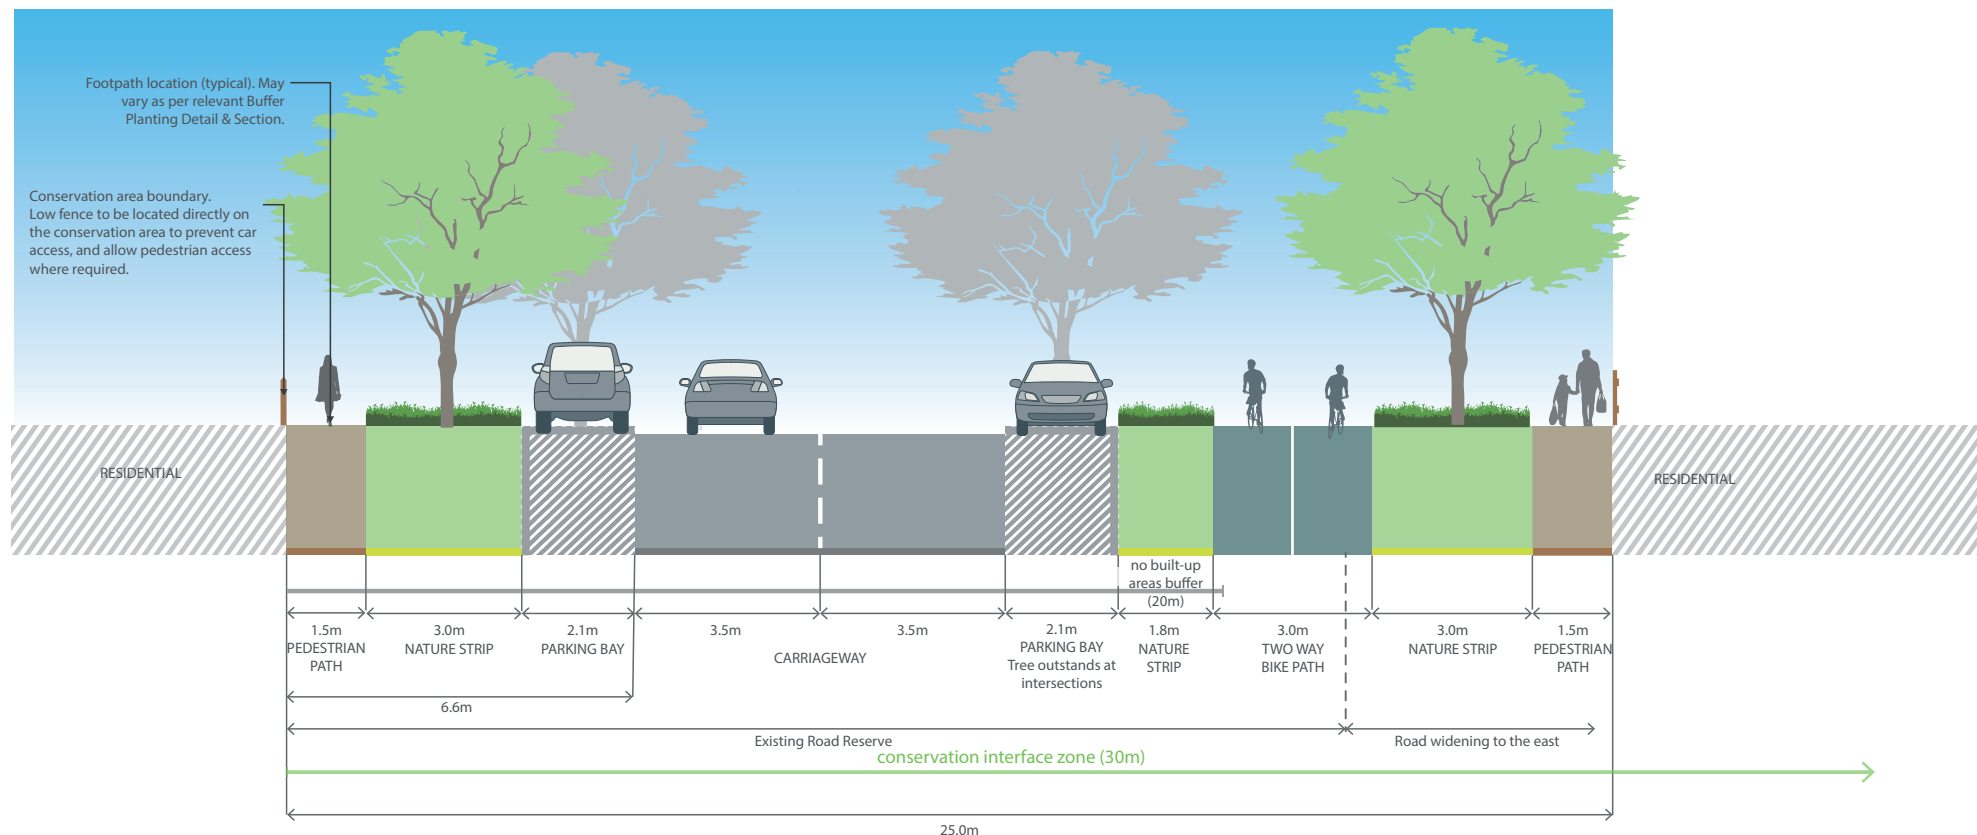 Footpath location (typical). May
vary as per relevant Buffer
Planting Detail & Section.
Conservation area boundary.
Low fence to be located directly on
the conservation area to prevent car
access, and allow pedestrian access
where required.
RESIDENTIAL
RESIDENTIAL
no built-up
areas buffer
(20m)
1.5m
PEDESTRIAN
PATH
3.0m
NATURE STRIP
2.1m
PARKING BAY
3.5m
3.5m
CARRIAGEWAY
2.1m
PARKING BAY
Tree outstands at
intersections
1.8m
NATURE
STRIP
3.0m
TWO WAY
BIKE PATH
3.0m
NATURE STRIP
1.5m
PEDESTRIAN
PATH
6.6m
Existing Road Reserve
Road widening to the east
conservation interface zone (30m)
25.0m